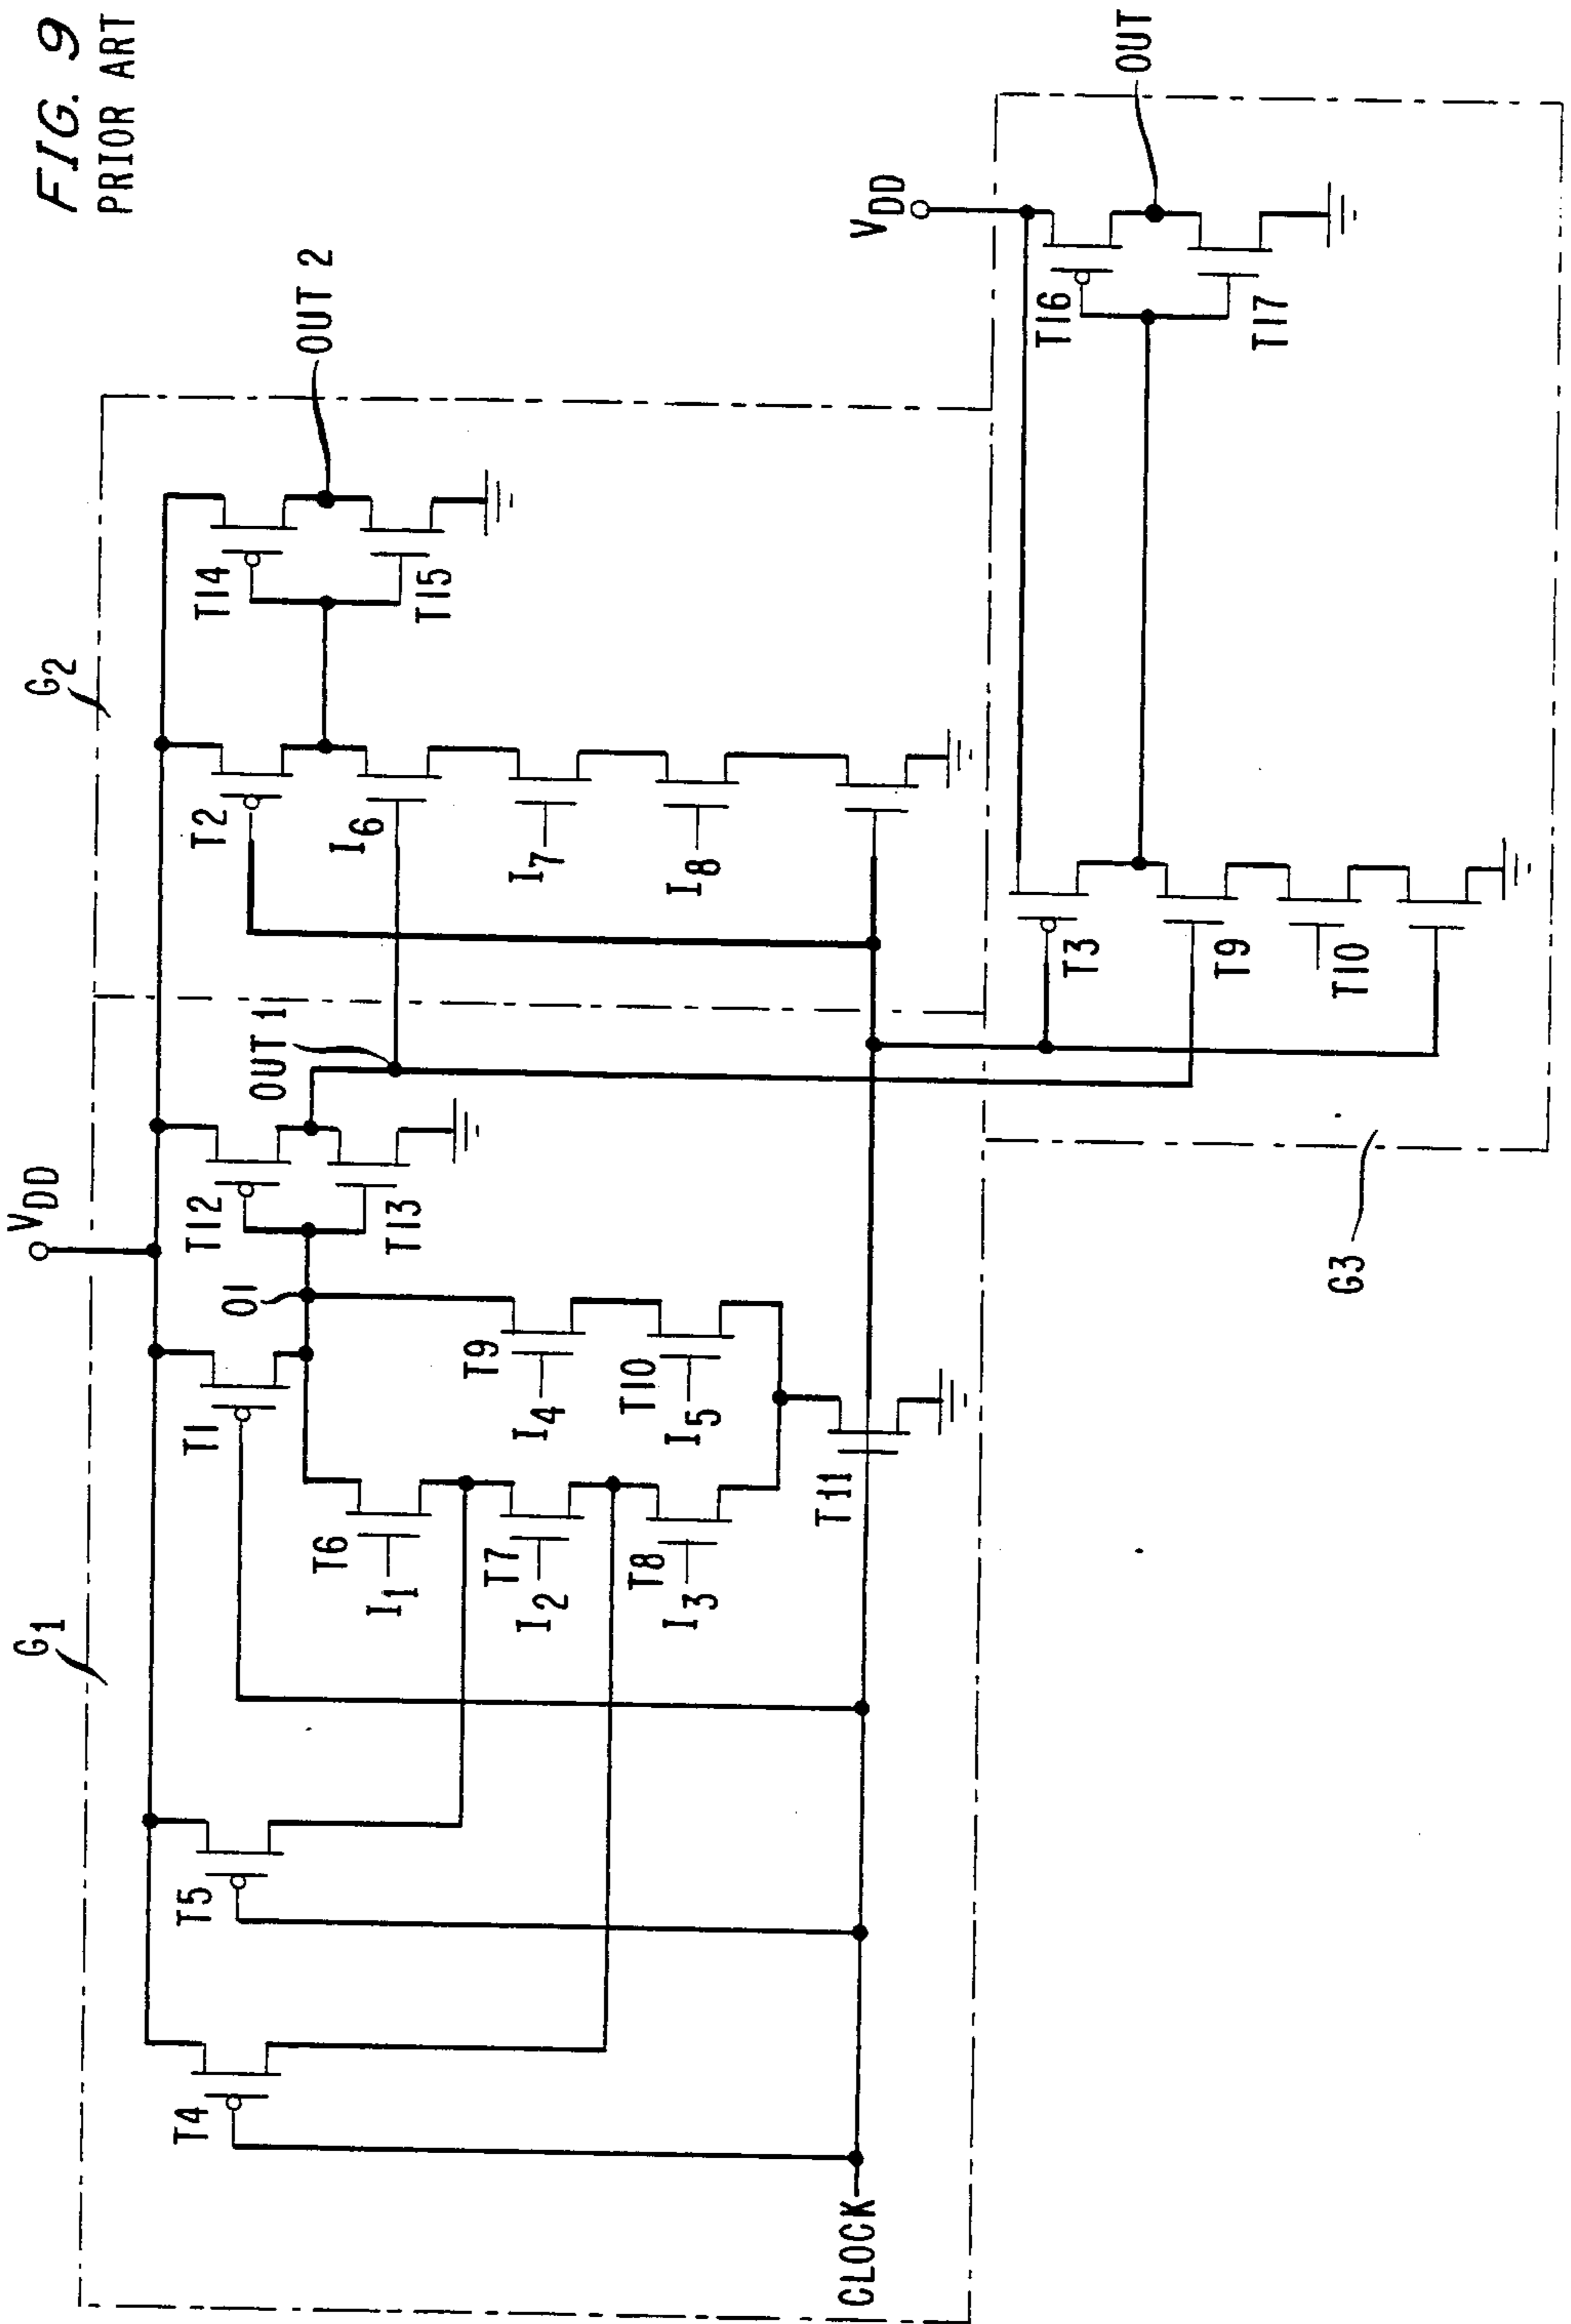 FIG. 9
PRIOR ART
G1
VDD
G2
T4
T5
T1
O1
T12
T13
OUT 1
T2
T14
T15
OUT 2
T6
I1
T7
I2
T8
I3
T9
I4
T10
I5
T11
I6
I7
I8
CLOCK
VDD
T3
T9
T10
T16
T17
OUT
G3